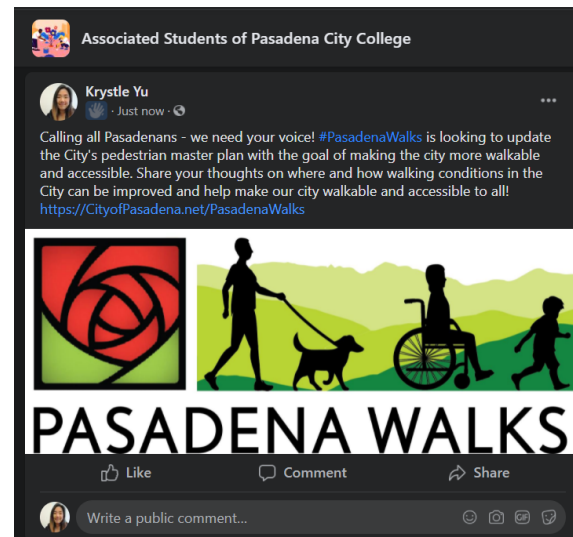 Associated Students of Pasadena City College
Krystle Yu
· Just now ·
Calling all Pasadenans - we need your voice! #PasadenaWalks is looking to update
the City's pedestrian master plan with the goal of making the city more walkable
and accessible. Share your thoughts on where and how walking conditions in the
City can be improved and help make our city walkable and accessible to all!
https://CityofPasadena.net/PasadenaWalks
PASADENA WALKS
Like Comment Share
Write a public comment...
GIF